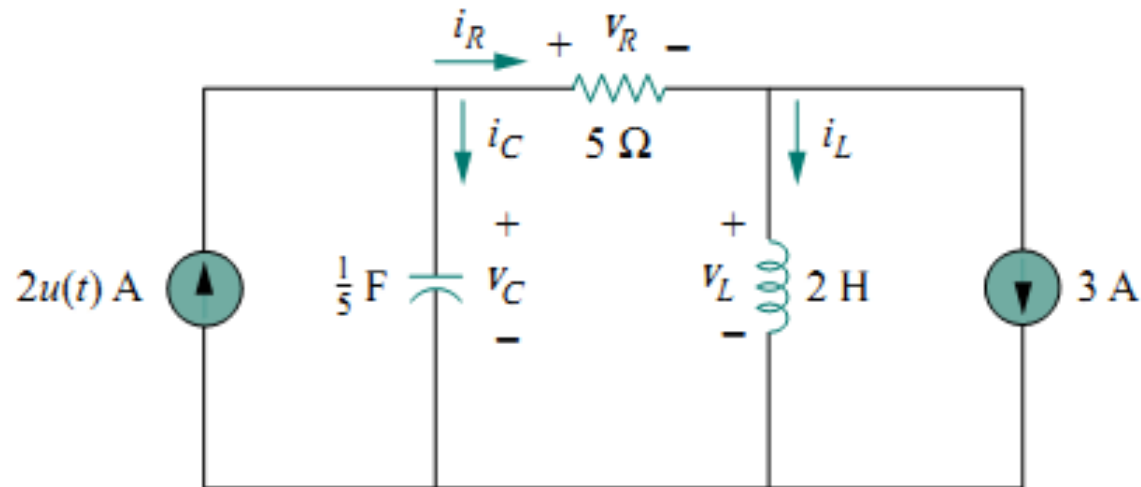 i_R + v_R −
i_C 5 Ω i_L
2u(t) A 1/5 F + v_C − + v_L − 2 H 3 A